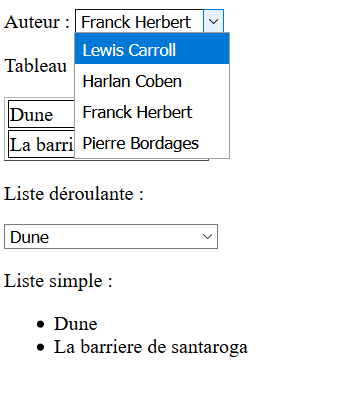 Auteur : Franck Herbert
Lewis Carroll
Tableau :
Harlan Coben
Dune
Franck Herbert
La barri
Pierre Bordages
Liste déroulante :
Dune
Liste simple :
Dune
La barriere de santaroga